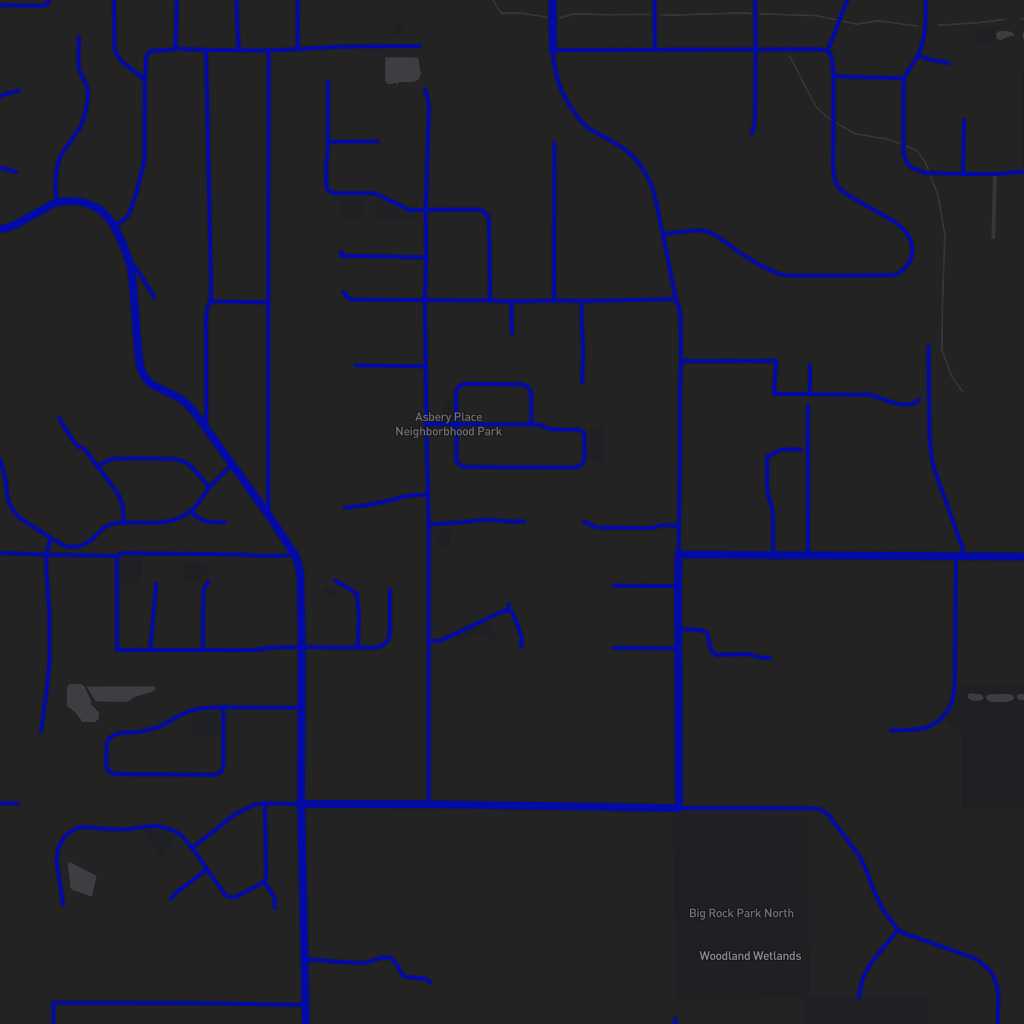 Asbery Place
Neighborbhood Park
Big Rock Park North
Woodland Wetlands